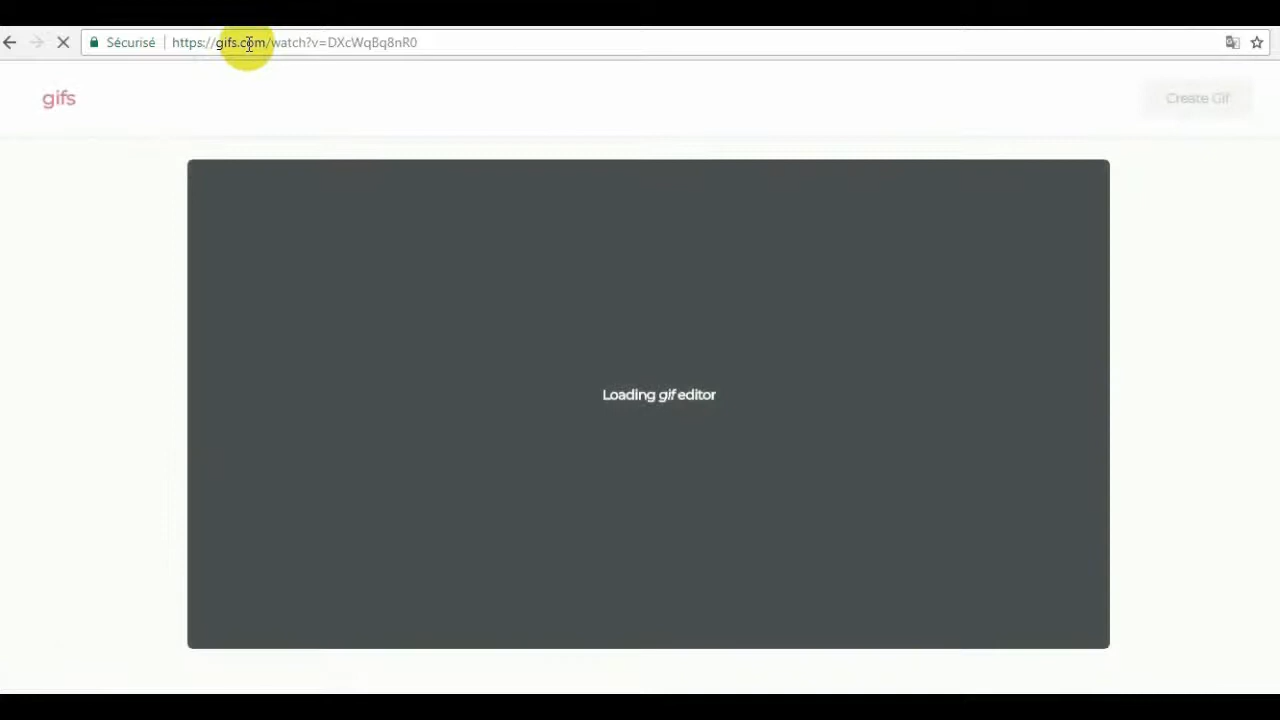 Sécurisé | https://gifs.com/watch?v=DXcWqBq8nR0
gifs
Create Gif
Loading gif editor